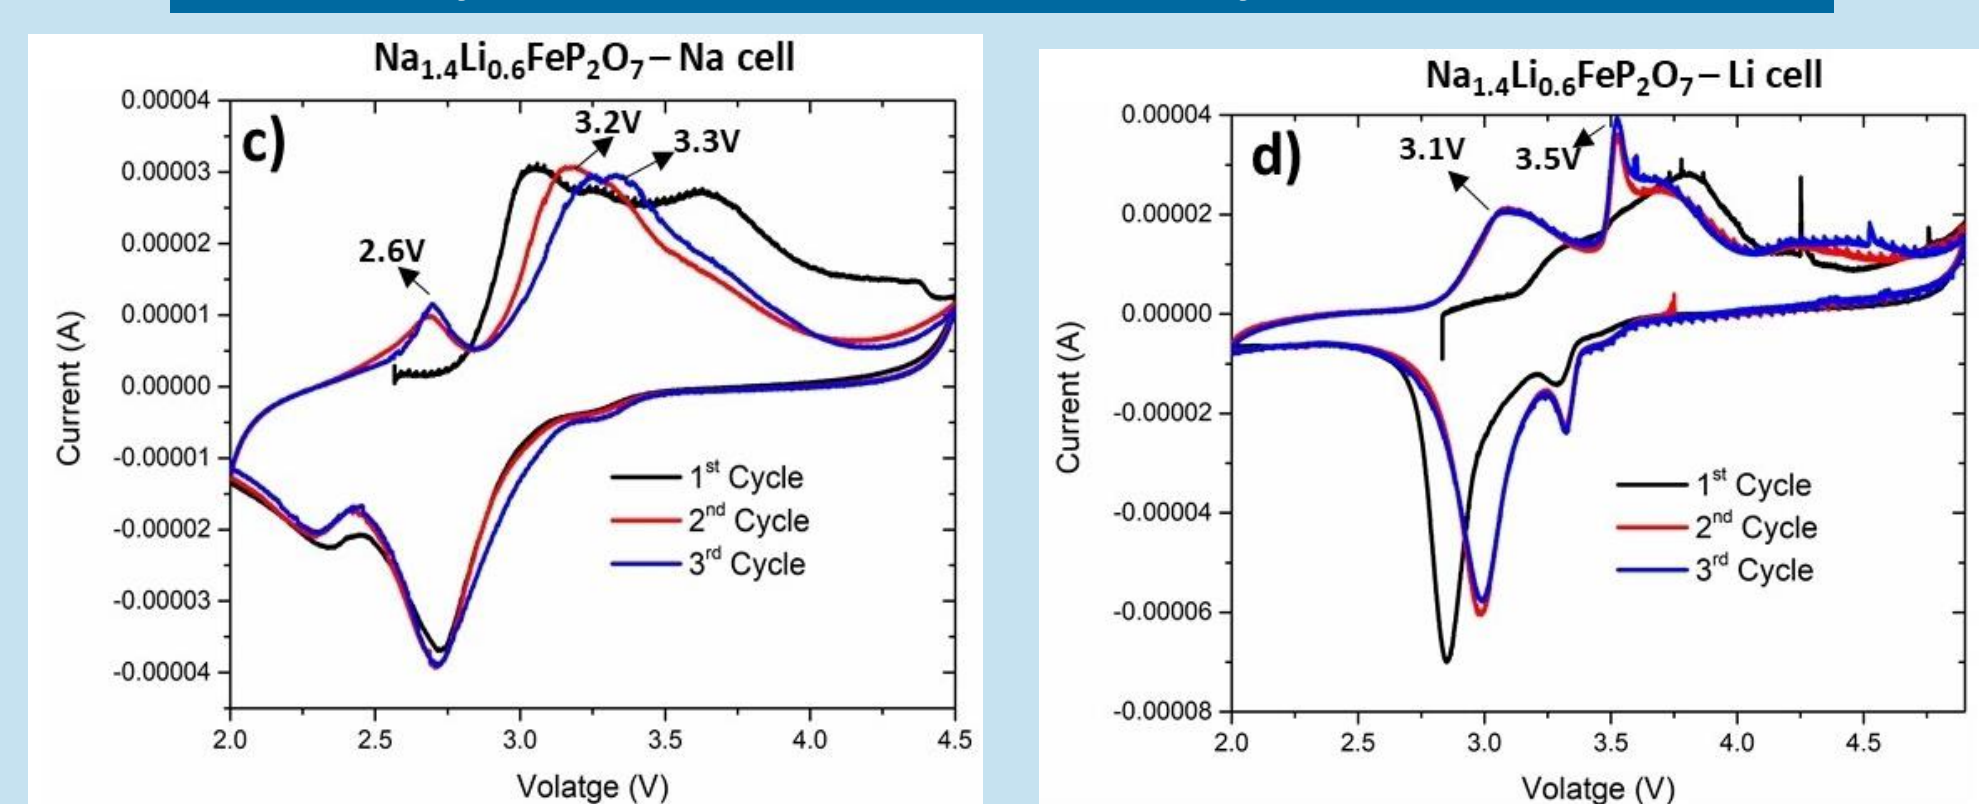 Na1.4Li0.6FeP2O7 – Na cell
c)
0.00004
0.00003
0.00002
0.00001
0.00000
-0.00001
-0.00002
-0.00003
-0.00004
Current (A)
2.6V
3.2V
3.3V
1st Cycle
2nd Cycle
3rd Cycle
2.0 2.5 3.0 3.5 4.0 4.5
Volatge (V)
Na1.4Li0.6FeP2O7 – Li cell
d)
0.00004
0.00002
0.00000
-0.00002
-0.00004
-0.00006
-0.00008
Current (A)
3.1V
3.5V
1st Cycle
2nd Cycle
3rd Cycle
2.0 2.5 3.0 3.5 4.0 4.5
Volatge (V)